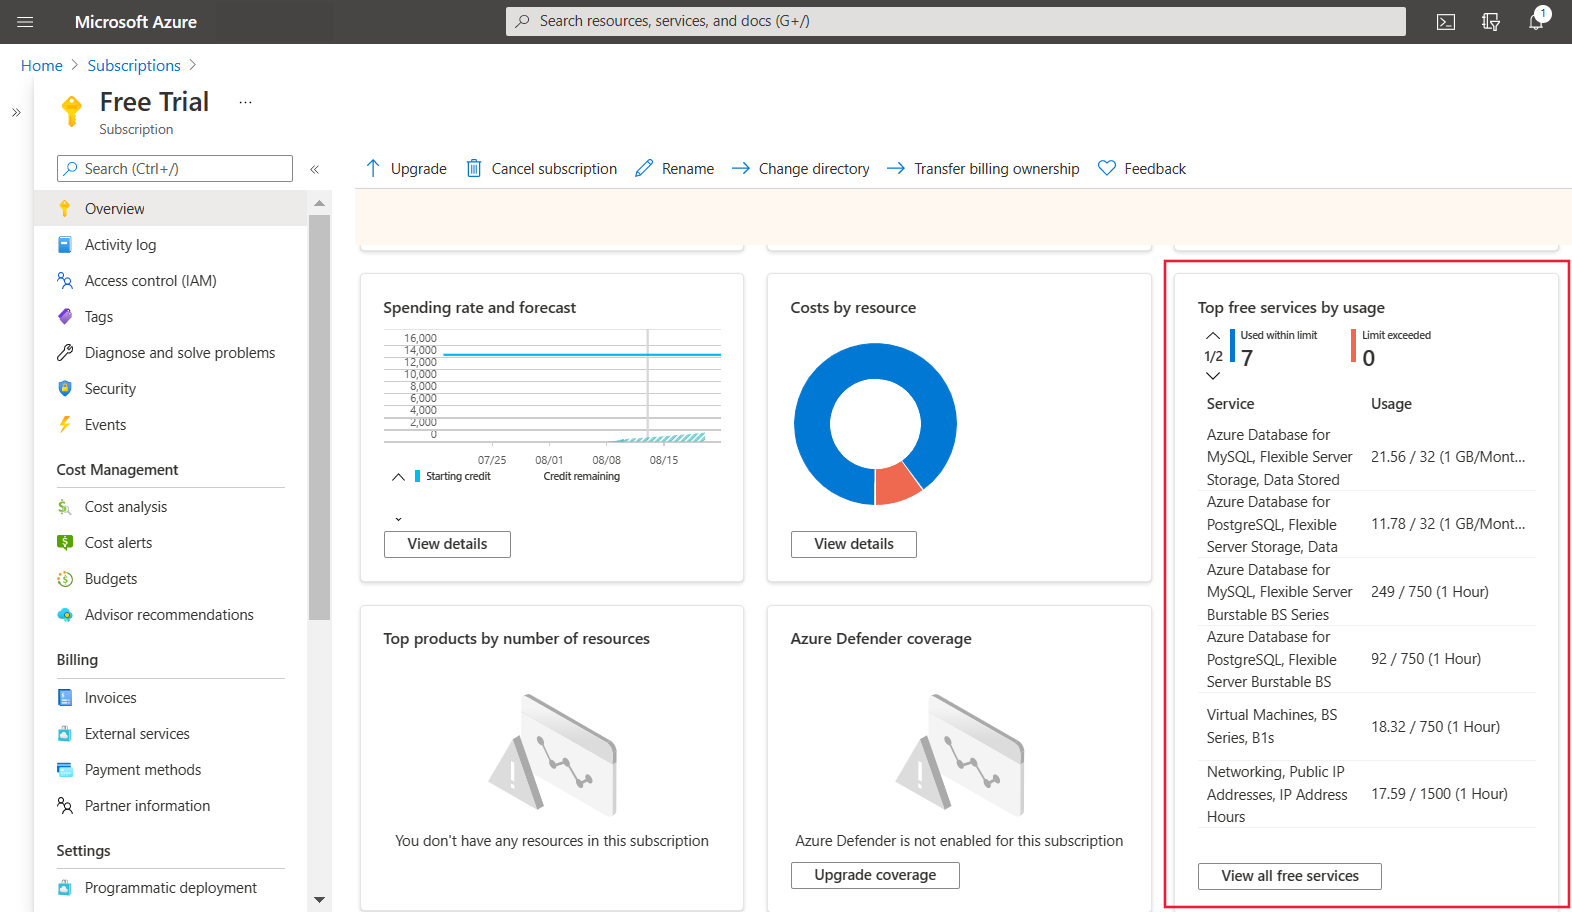 Microsoft Azure
Search resources, services, and docs (G+/)
1
Home > Subscriptions >
Free Trial ...
Subscription
Search (Ctrl+/)
Overview
Activity log
Access control (IAM)
Tags
Diagnose and solve problems
Security
Events
Cost Management
Cost analysis
Cost alerts
Budgets
Advisor recommendations
Billing
Invoices
External services
Payment methods
Partner information
Settings
Programmatic deployment
Upgrade
Cancel subscription
Rename
Change directory
Transfer billing ownership
Feedback
Spending rate and forecast
16,000
14,000
12,000
10,000
8,000
6,000
4,000
2,000
0
07/25 08/01 08/08 08/15
Starting credit Credit remaining
View details
Costs by resource
View details
Top free services by usage
1/2
Used within limit
7
Limit exceeded
0
Service Usage
Azure Database for
MySQL, Flexible Server
Storage, Data Stored
21.56 / 32 (1 GB/Mont...
Azure Database for
PostgreSQL, Flexible
Server Storage, Data
11.78 / 32 (1 GB/Mont...
Azure Database for
MySQL, Flexible Server
Burstable BS Series
249 / 750 (1 Hour)
Azure Database for
PostgreSQL, Flexible
Server Burstable BS
92 / 750 (1 Hour)
Virtual Machines, BS
Series, B1s
18.32 / 750 (1 Hour)
Networking, Public IP
Addresses, IP Address
Hours
17.59 / 1500 (1 Hour)
View all free services
Top products by number of resources
You don't have any resources in this subscription
Azure Defender coverage
Azure Defender is not enabled for this subscription
Upgrade coverage